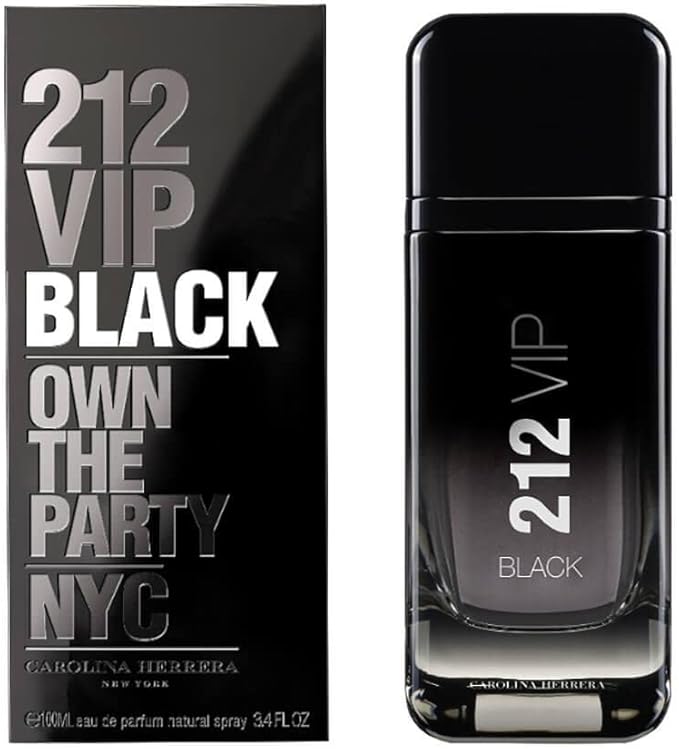 212
VIP
BLACK
OWN
THE
PARTY
NYC
CAROLINA HERRERA
NEW YORK
℮100ML eau de parfum natural spray 3.4 FL OZ
212 VIP
BLACK
CAROLINA HERRERA